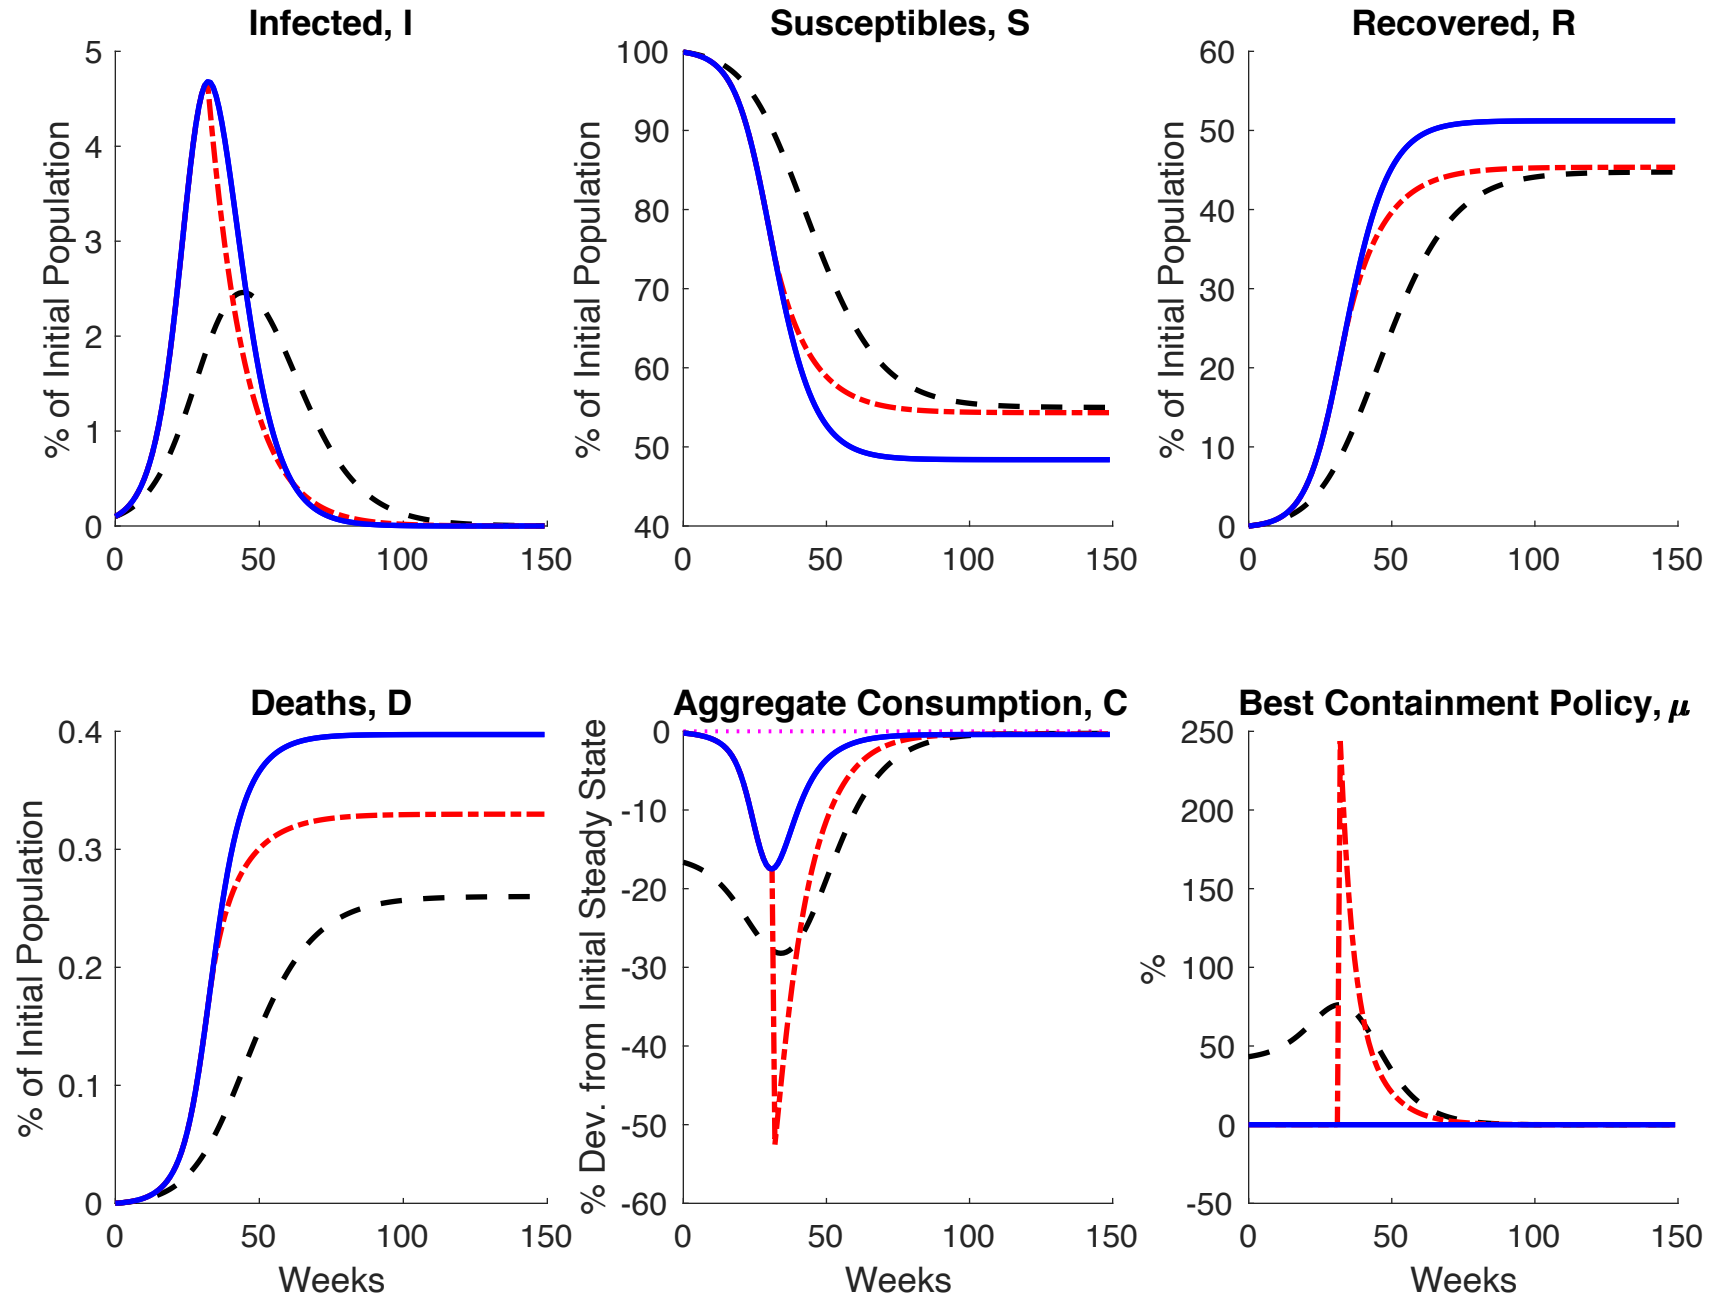 Infected, I
% of Initial Population
5
4
3
2
1
0
0 50 100 150
Susceptibles, S
% of Initial Population
100
90
80
70
60
50
40
0 50 100 150
Recovered, R
% of Initial Population
60
50
40
30
20
10
0
0 50 100 150
Deaths, D
% of Initial Population
0.4
0.3
0.2
0.1
0
0 50 100 150
Weeks
Aggregate Consumption, C
% Dev. from Initial Steady State
0
-10
-20
-30
-40
-50
-60
0 50 100 150
Weeks
Best Containment Policy, μ
%
250
200
150
100
50
0
-50
0 50 100 150
Weeks